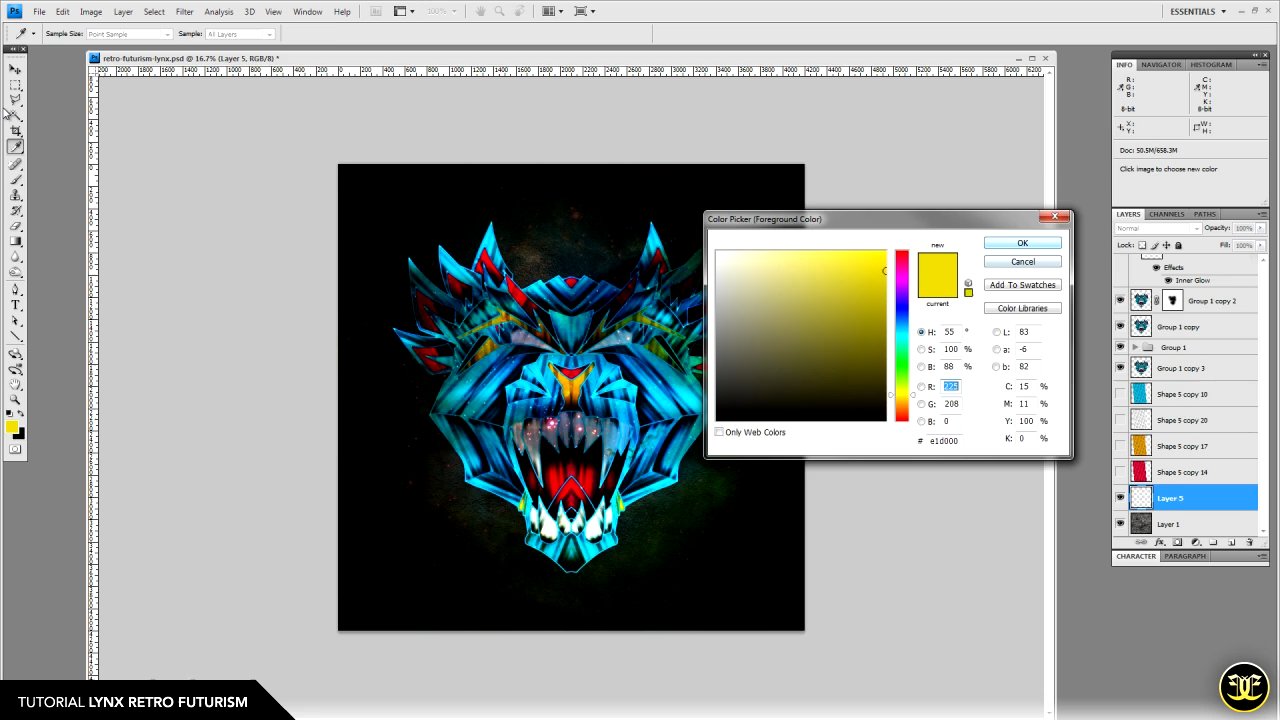 Ps File Edit Image Layer Select Filter Analysis 3D View Window Help 100% ESSENTIALS
Sample Size: Point Sample Sample: All Layers
retro-futurism-lynx.psd @ 16.7% (Layer 5, RGB/8) *
INFO NAVIGATOR HISTOGRAM
R: C:
G: M:
B: Y:
K:
8-bit 8-bit
X: W:
Y: H:
Doc: 50.5M/658.3M
Click image to choose new color
LAYERS CHANNELS PATHS
Normal Opacity: 100%
Lock: Fill: 100%
Effects
Inner Glow
Group 1 copy 2
Group 1 copy
Group 1
Group 1 copy 3
Shape 5 copy 10
Shape 5 copy 20
Shape 5 copy 17
Shape 5 copy 14
Layer 5
Layer 1
CHARACTER PARAGRAPH
Color Picker (Foreground Color)
new
current
OK
Cancel
Add To Swatches
Color Libraries
H: 55 ° L: 83
S: 100 % a: -6
B: 88 % b: 82
R: 225 C: 15 %
G: 208 M: 11 %
B: 0 Y: 100 %
# e1d000 K: 0 %
Only Web Colors
TUTORIAL LYNX RETRO FUTURISM